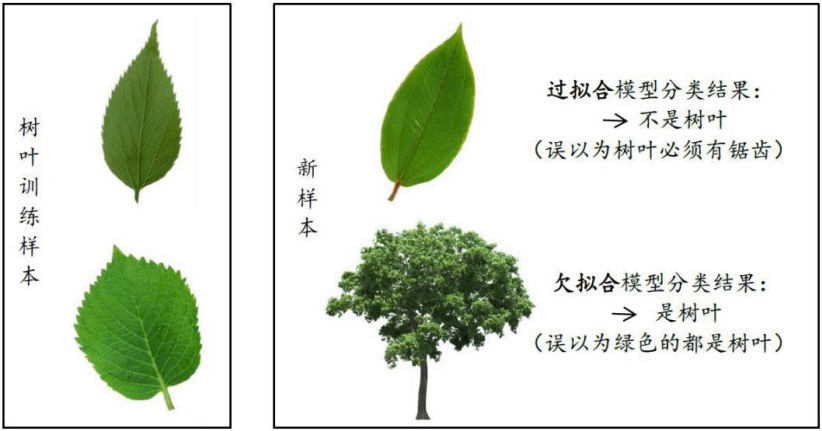 树叶训练样本
新样本
过拟合模型分类结果：
→ 不是树叶
（误以为树叶必须有锯齿）
欠拟合模型分类结果：
→ 是树叶
（误以为绿色的都是树叶）